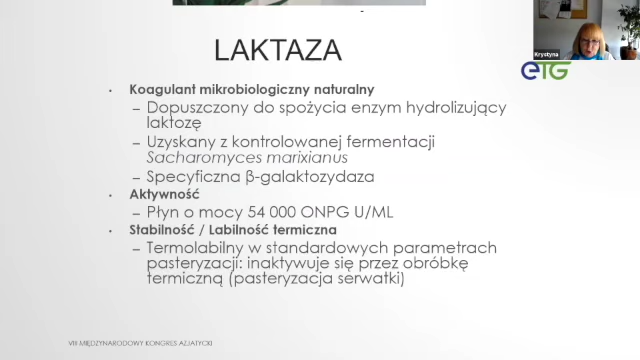 Krystyna
eTG
LAKTAZA
• Koagulant mikrobiologiczny naturalny
– Dopuszczony do spożycia enzym hydrolizujący
laktozę
– Uzyskany z kontrolowanej fermentacji
Sacharomyces marixianus
– Specyficzna β-galaktozydaza
• Aktywność
– Płyn o mocy 54 000 ONPG U/ML
• Stabilność / Labilność termiczna
– Termolabilny w standardowych parametrach
pasteryzacji: inaktywuje się przez obróbkę
termiczną (pasteryzacja serwatki)
VIII MIĘDZYNARODOWY KONGRES AZJATYCKI